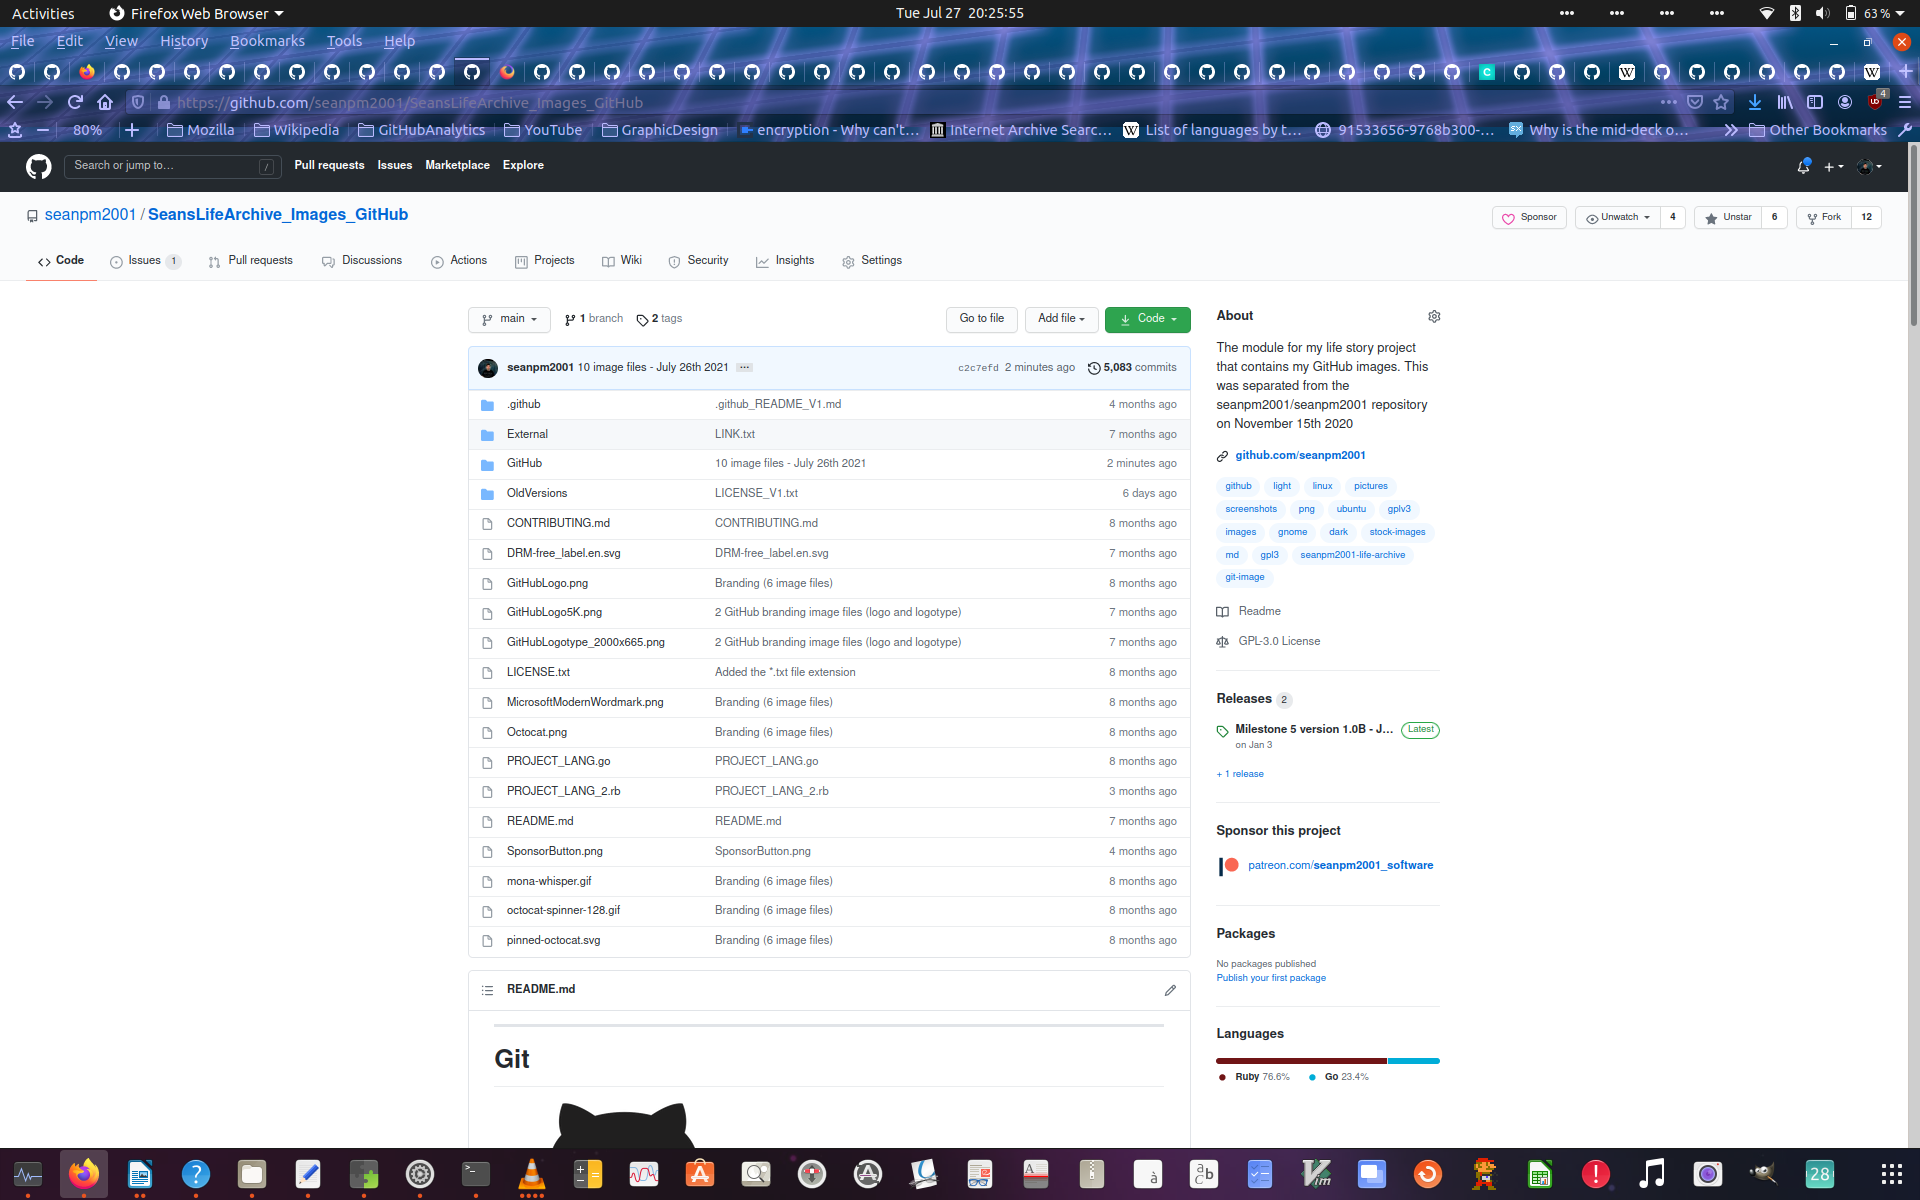 Activities Firefox Web Browser Tue Jul 27 20:25:55 63 %
File Edit View History Bookmarks Tools Help
https://github.com/seanpm2001/SeansLifeArchive_Images_GitHub 4
80% Mozilla Wikipedia GitHubAnalytics YouTube GraphicDesign encryption - Why can't… Internet Archive Searc… List of languages by t… 91533656-9768b300-… Why is the mid-deck o… Other Bookmarks
Search or jump to… / Pull requests Issues Marketplace Explore
seanpm2001 / SeansLifeArchive_Images_GitHub Sponsor Unwatch 4 Unstar 6 Fork 12
Code Issues 1 Pull requests Discussions Actions Projects Wiki Security Insights Settings
main 1 branch 2 tags Go to file Add file Code
seanpm2001 10 image files - July 26th 2021 ... c2c7efd 2 minutes ago 5,083 commits
.github .github_README_V1.md 4 months ago
External LINK.txt 7 months ago
GitHub 10 image files - July 26th 2021 2 minutes ago
OldVersions LICENSE_V1.txt 6 days ago
CONTRIBUTING.md CONTRIBUTING.md 8 months ago
DRM-free_label.en.svg DRM-free_label.en.svg 7 months ago
GitHubLogo.png Branding (6 image files) 8 months ago
GitHubLogo5K.png 2 GitHub branding image files (logo and logotype) 7 months ago
GitHubLogotype_2000x665.png 2 GitHub branding image files (logo and logotype) 7 months ago
LICENSE.txt Added the *.txt file extension 8 months ago
MicrosoftModernWordmark.png Branding (6 image files) 8 months ago
Octocat.png Branding (6 image files) 8 months ago
PROJECT_LANG.go PROJECT_LANG.go 8 months ago
PROJECT_LANG_2.rb PROJECT_LANG_2.rb 3 months ago
README.md README.md 7 months ago
SponsorButton.png SponsorButton.png 4 months ago
mona-whisper.gif Branding (6 image files) 8 months ago
octocat-spinner-128.gif Branding (6 image files) 8 months ago
pinned-octocat.svg Branding (6 image files) 8 months ago
README.md
Git
About
The module for my life story project
that contains my GitHub images. This
was separated from the
seanpm2001/seanpm2001 repository
on November 15th 2020
github.com/seanpm2001
github light linux pictures
screenshots png ubuntu gplv3
images gnome dark stock-images
md gpl3 seanpm2001-life-archive
git-image
Readme
GPL-3.0 License
Releases 2
Milestone 5 version 1.0B - J… Latest
on Jan 3
+ 1 release
Sponsor this project
patreon.com/seanpm2001_software
Packages
No packages published
Publish your first package
Languages
Ruby 76.6% Go 23.4%
28